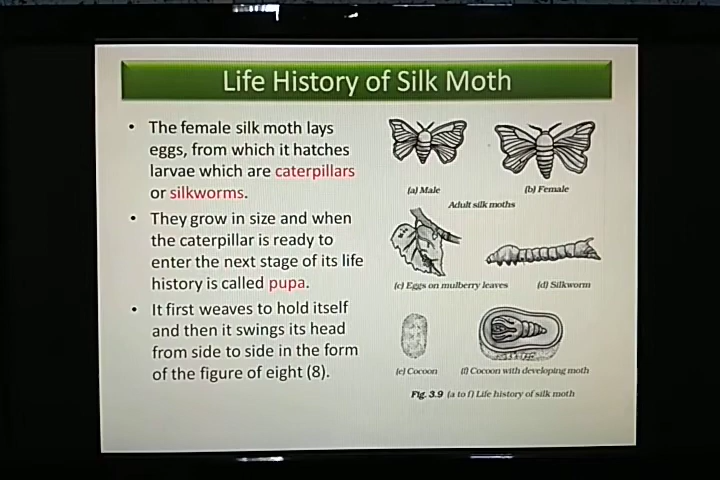 Life History of Silk Moth
• The female silk moth lays
eggs, from which it hatches
larvae which are caterpillars
or silkworms.
• They grow in size and when
the caterpillar is ready to
enter the next stage of its life
history is called pupa.
• It first weaves to hold itself
and then it swings its head
from side to side in the form
of the figure of eight (8).
(a) Male
(b) Female
Adult silk moths
(c) Eggs on mulberry leaves
(d) Silkworm
(e) Cocoon
(f) Cocoon with developing moth
Fig. 3.9 (a to f) Life history of silk moth